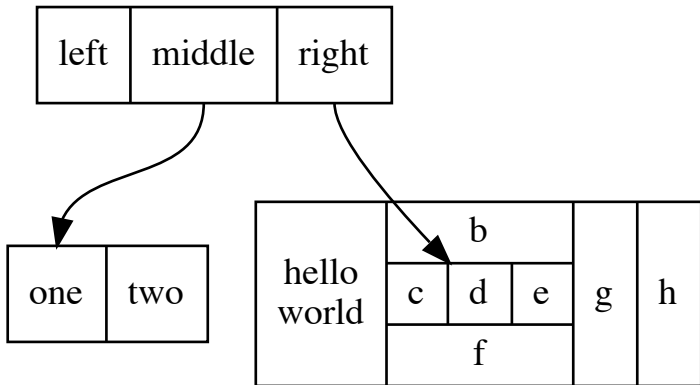 left middle right
one two
hello
world
b
c d e
f
g
h